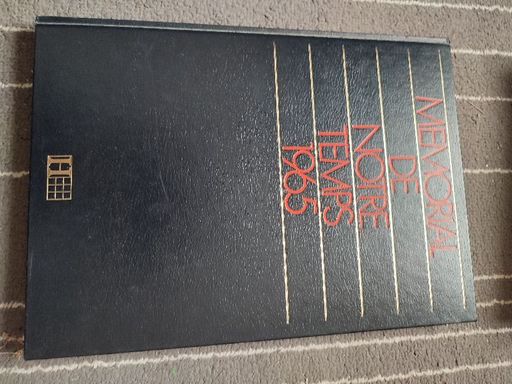 MEMORIAL
DE
NOTRE
TEMPS
1965
H